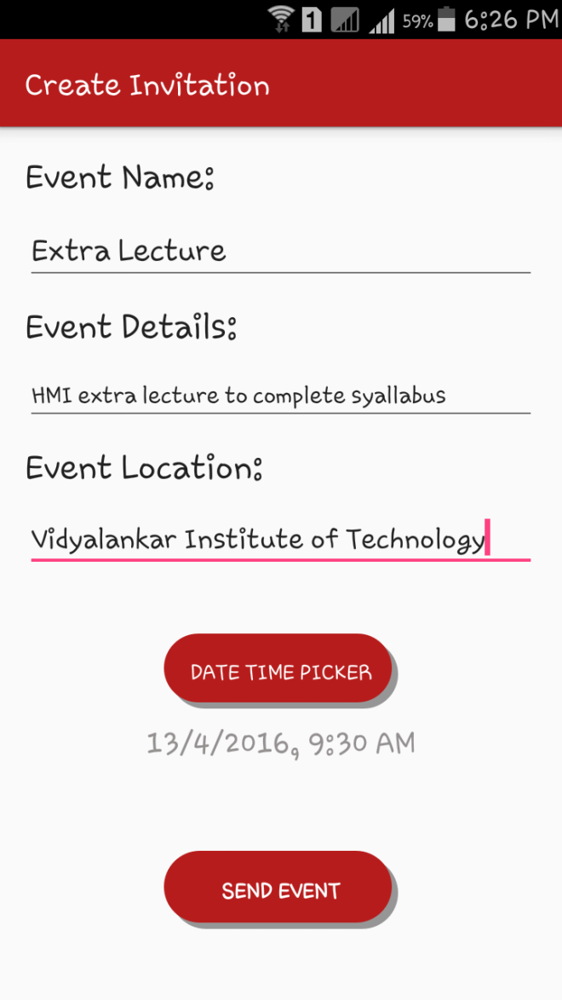 1 59% 6:26 PM
Create Invitation
Event Name:
Extra Lecture
Event Details:
HMI extra lecture to complete syallabus
Event Location:
Vidyalankar Institute of Technology
DATE TIME PICKER
13/4/2016, 9:30 AM
SEND EVENT